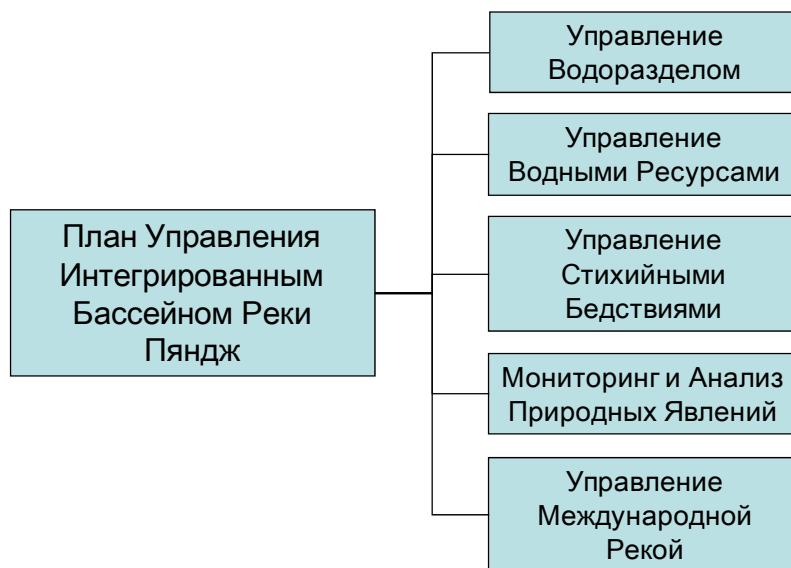 План Управления
Интегрированным
Бассейном Реки
Пяндж
Управление
Водоразделом
Управление
Водными Ресурсами
Управление
Стихийными
Бедствиями
Мониторинг и Анализ
Природных Явлений
Управление
Международной
Рекой